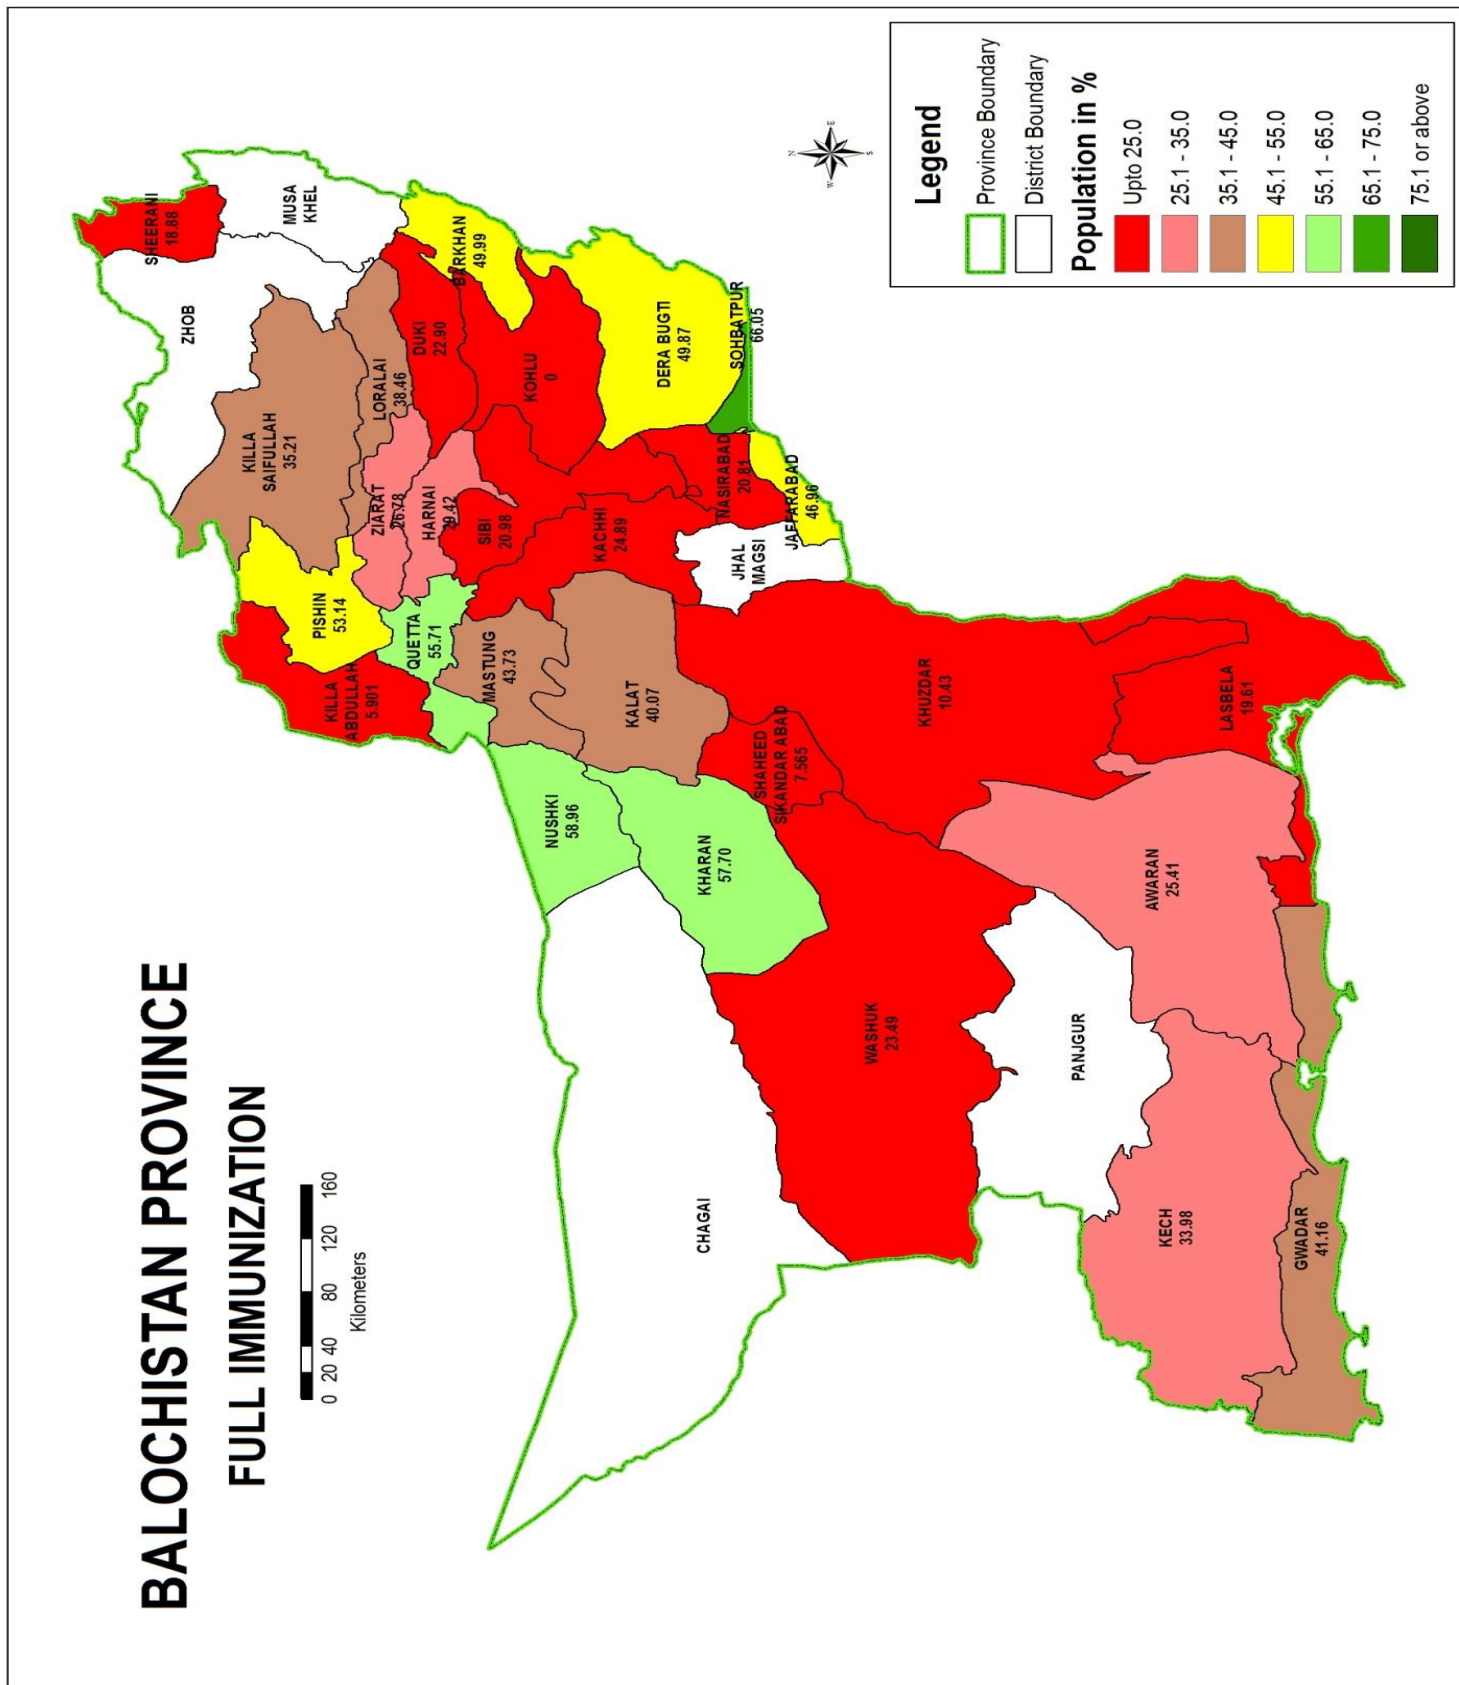 BALOCHISTAN PROVINCE
FULL IMMUNIZATION
0 20 40 80 120 160
Kilometers
SHEERANI
18.88
ZHOB
MUSA
KHEL
KILLA
SAIFULLAH
35.21
LORALAI
38.46
BARKHAN
49.99
DUKI
22.90
ZIARAT
26.78
HARNAI
29.42
KOHLU
0
PISHIN
53.14
KILLA
ABDULLAH
5.901
QUETTA
55.71
SIBI
20.98
DERA BUGTI
49.87
SOHBATPUR
66.05
MASTUNG
43.73
KACHHI
24.89
NASIRABAD
20.81
JAFFARABAD
46.96
JHAL
MAGSI
NUSHKI
58.96
KALAT
40.07
KHARAN
57.70
SHAHEED
SIKANDAR ABAD
7.565
KHUZDAR
10.43
CHAGAI
WASHUK
23.49
PANJGUR
AWARAN
25.41
LASBELA
19.61
KECH
33.98
GWADAR
41.16
N
W E
S
Legend
Province Boundary
District Boundary
Population in %
Upto 25.0
25.1 - 35.0
35.1 - 45.0
45.1 - 55.0
55.1 - 65.0
65.1 - 75.0
75.1 or above